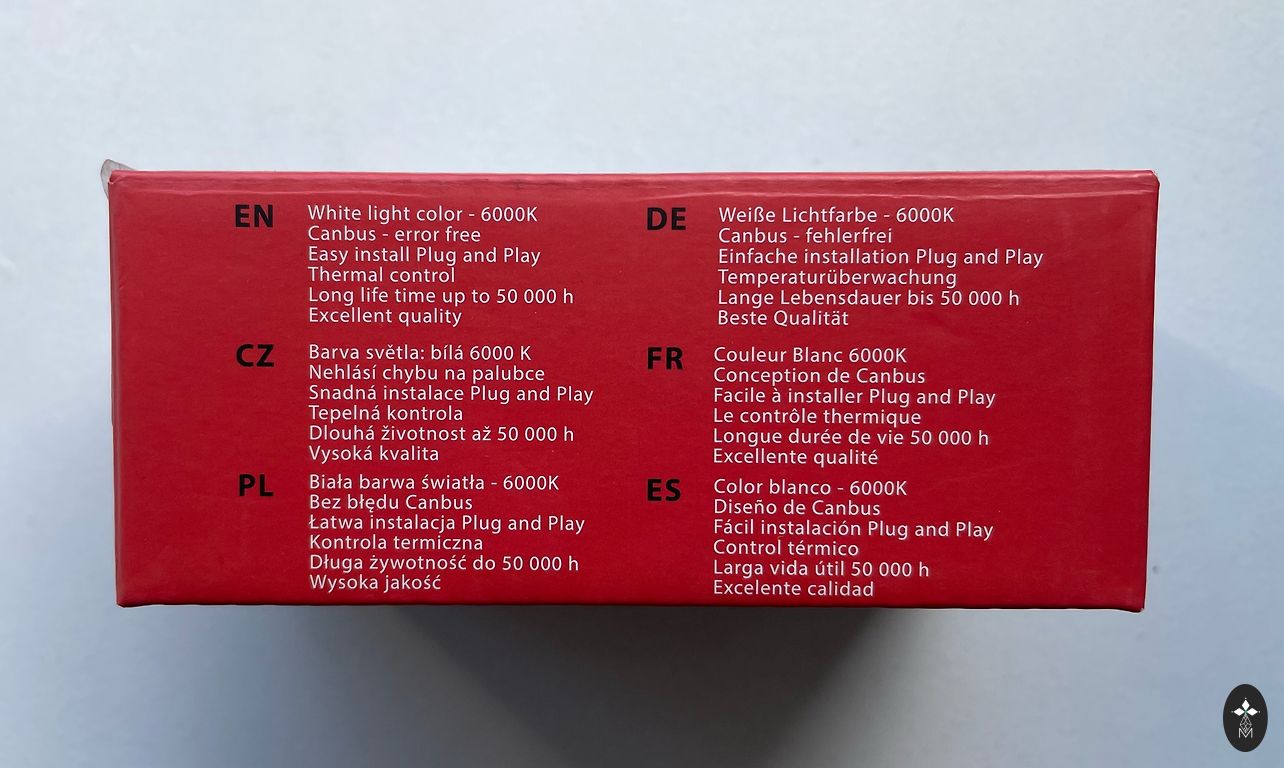 EN
White light color - 6000K
Canbus - error free
Easy install Plug and Play
Thermal control
Long life time up to 50 000 h
Excellent quality
DE
Weiße Lichtfarbe - 6000K
Canbus - fehlerfrei
Einfache installation Plug and Play
Temperaturüberwachung
Lange Lebensdauer bis 50 000 h
Beste Qualität
CZ
Barva světla: bílá 6000 K
Nehlásí chybu na palubce
Snadná instalace Plug and Play
Tepelná kontrola
Dlouhá životnost až 50 000 h
Vysoká kvalita
FR
Couleur Blanc 6000K
Conception de Canbus
Facile à installer Plug and Play
Le contrôle thermique
Longue durée de vie 50 000 h
Excellente qualité
PL
Biała barwa światła - 6000K
Bez błędu Canbus
Łatwa instalacja Plug and Play
Kontrola termiczna
Długa żywotność do 50 000 h
Wysoka jakość
ES
Color blanco - 6000K
Diseño de Canbus
Fácil instalación Plug and Play
Control térmico
Larga vida útil 50 000 h
Excelente calidad